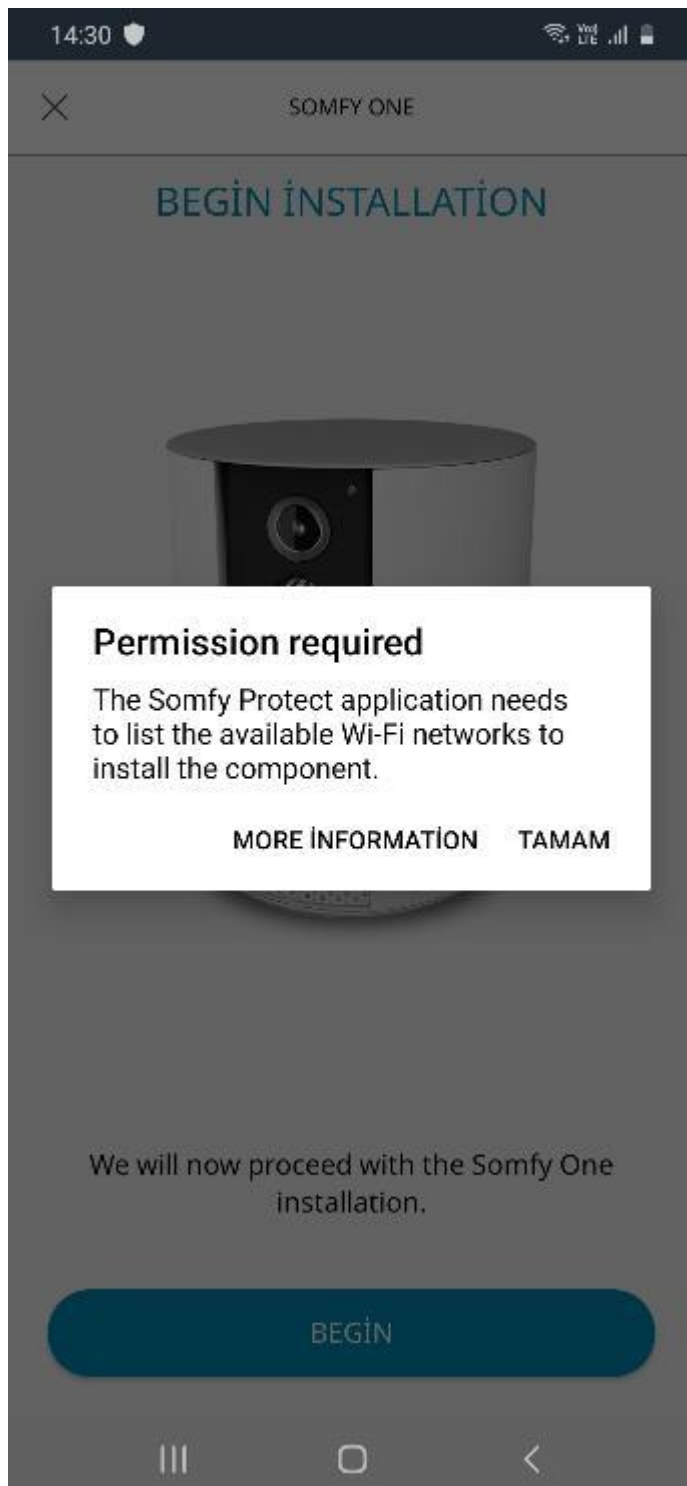 14:30
Vo) LTE
SOMFY ONE
BEGİN İNSTALLATİON
Permission required
The Somfy Protect application needs
to list the available Wi-Fi networks to
install the component.
MORE İNFORMATİON TAMAM
We will now proceed with the Somfy One
installation.
BEGİN